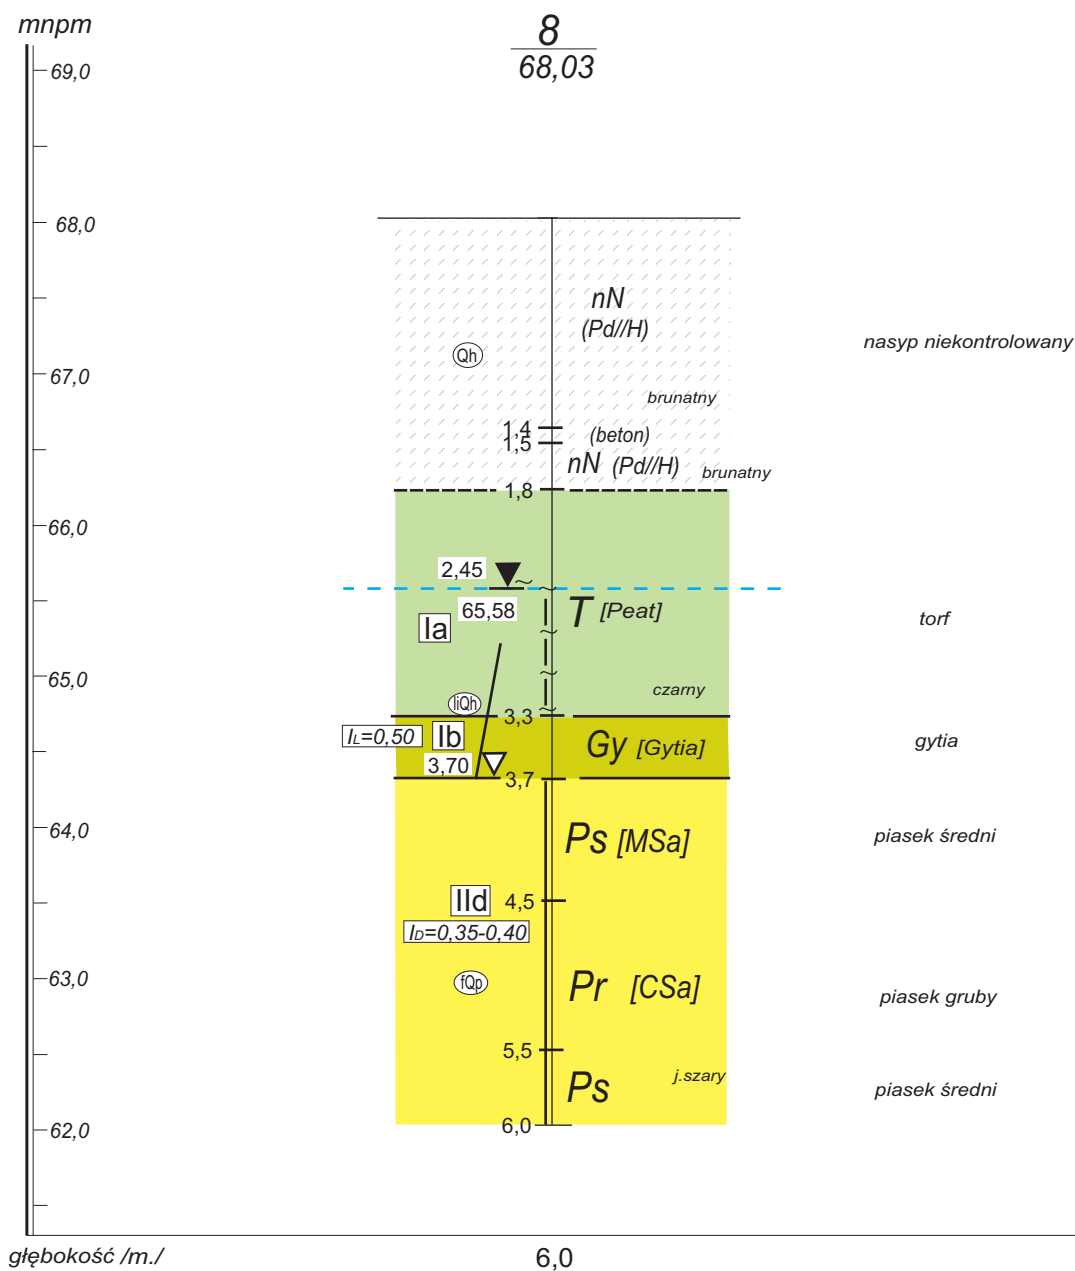 mnpm
8
68,03
69,0
68,0
nN
(Pd//H)
nasyp niekontrolowany
Qh
67,0
brunatny
1,4
(beton)
1,5
nN (Pd//H) brunatny
1,8
66,0
2,45
65,58
T [Peat]
torf
Ia
65,0
czarny
liQh
3,3
IL=0,50
Ib
Gy [Gytia]
gytia
3,70
3,7
64,0
Ps [MSa]
piasek średni
IId
4,5
ID=0,35-0,40
63,0
fQp
Pr [CSa]
piasek gruby
5,5
j.szary
Ps
piasek średni
6,0
62,0
głębokość /m./
6,0